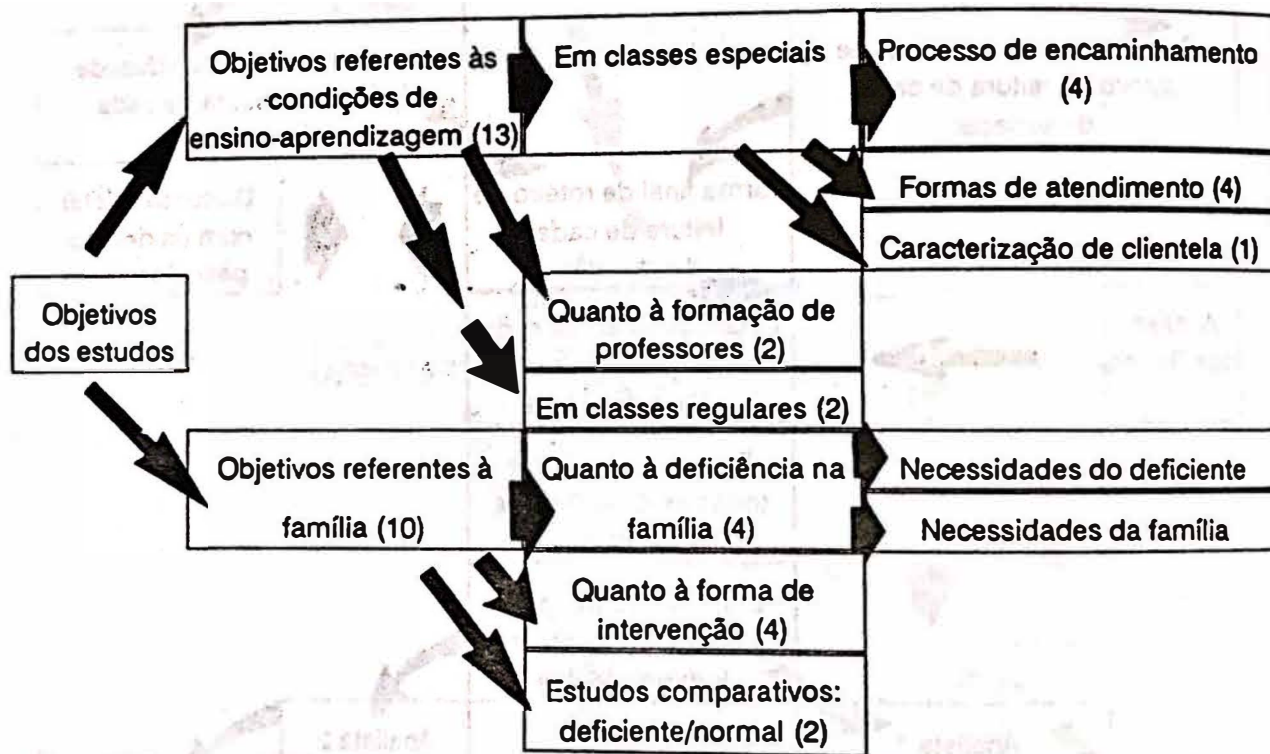 Objetivos referentes às
condições de
ensino-aprendizagem (13)
Em classes especiais
Processo de encaminhamento
(4)
Formas de atendimento (4)
Caracterização de clientela (1)
Objetivos
dos estudos
Quanto à formação de
professores (2)
Em classes regulares (2)
Objetivos referentes à
família (10)
Quanto à deficiência na
família (4)
Necessidades do deficiente
Necessidades da família
Quanto à forma de
intervenção (4)
Estudos comparativos:
deficiente/normal (2)